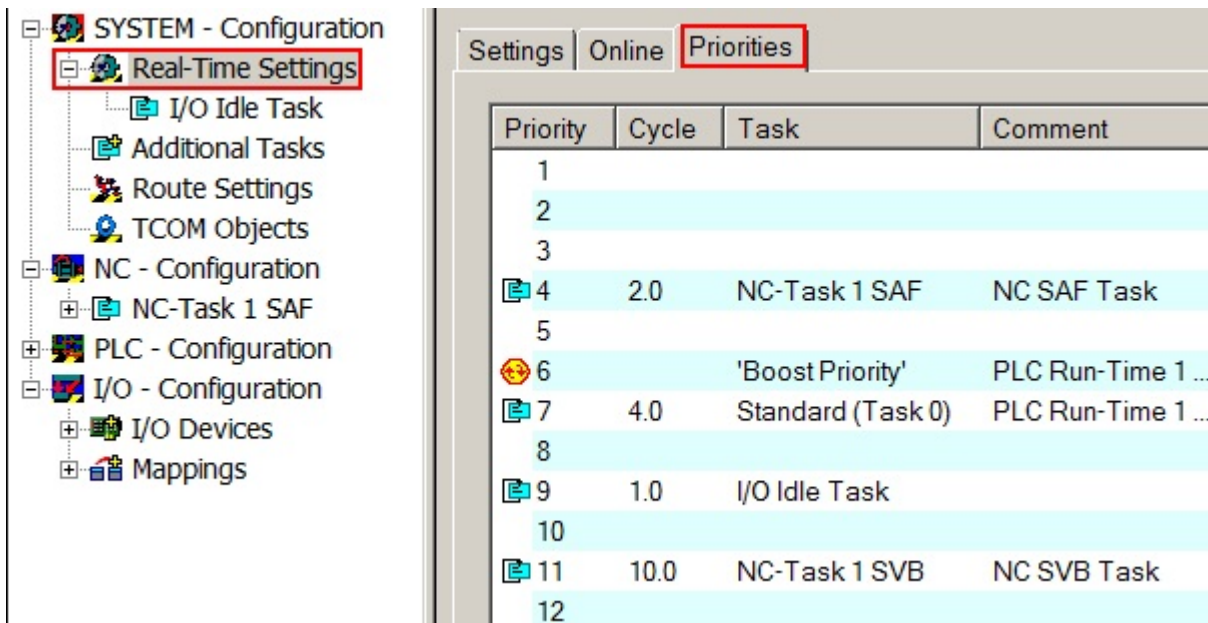 SYSTEM - Configuration
Real-Time Settings
I/O Idle Task
Additional Tasks
Route Settings
TCOM Objects
NC - Configuration
NC-Task 1 SAF
PLC - Configuration
I/O - Configuration
I/O Devices
Mappings
Settings Online Priorities
Priority Cycle Task Comment
1
2
3
4 2.0 NC-Task 1 SAF NC SAF Task
5
6 'Boost Priority' PLC Run-Time 1 ...
7 4.0 Standard (Task 0) PLC Run-Time 1 ...
8
9 1.0 I/O Idle Task
10
11 10.0 NC-Task 1 SVB NC SVB Task
12